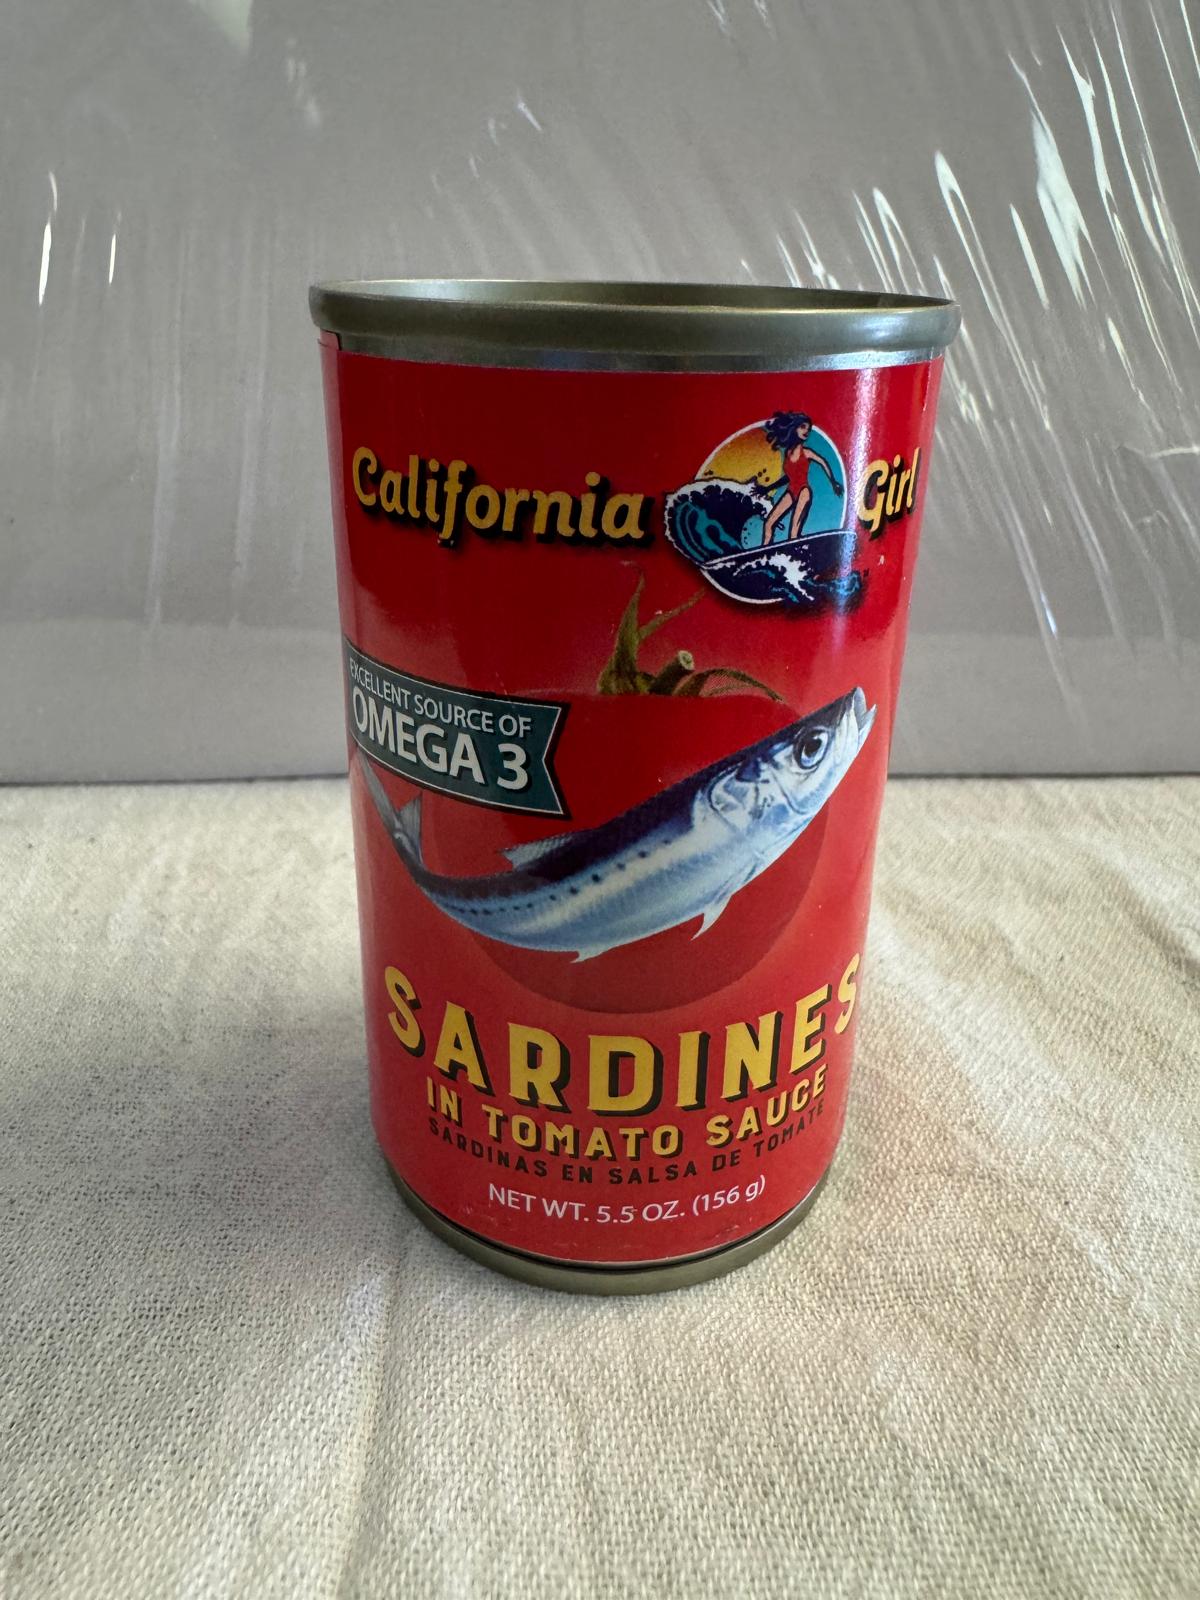 California Girl
EXCELLENT SOURCE OF
OMEGA 3
SARDINES
IN TOMATO SAUCE
SARDINAS EN SALSA DE TOMATE
NET WT. 5.5 OZ. (156 g)